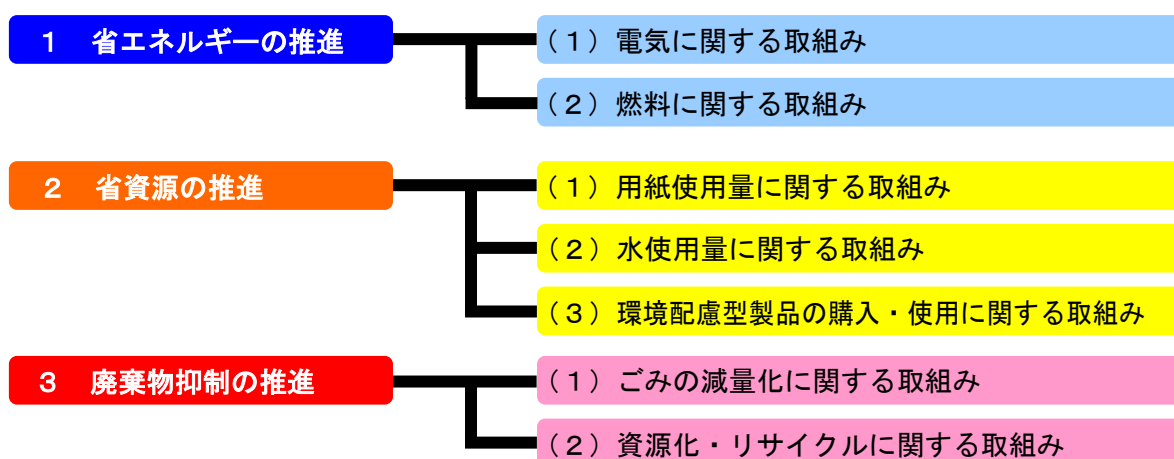 １　省エネルギーの推進
（１）電気に関する取組み
（２）燃料に関する取組み
２　省資源の推進
（１）用紙使用量に関する取組み
（２）水使用量に関する取組み
（３）環境配慮型製品の購入・使用に関する取組み
３　廃棄物抑制の推進
（１）ごみの減量化に関する取組み
（２）資源化・リサイクルに関する取組み